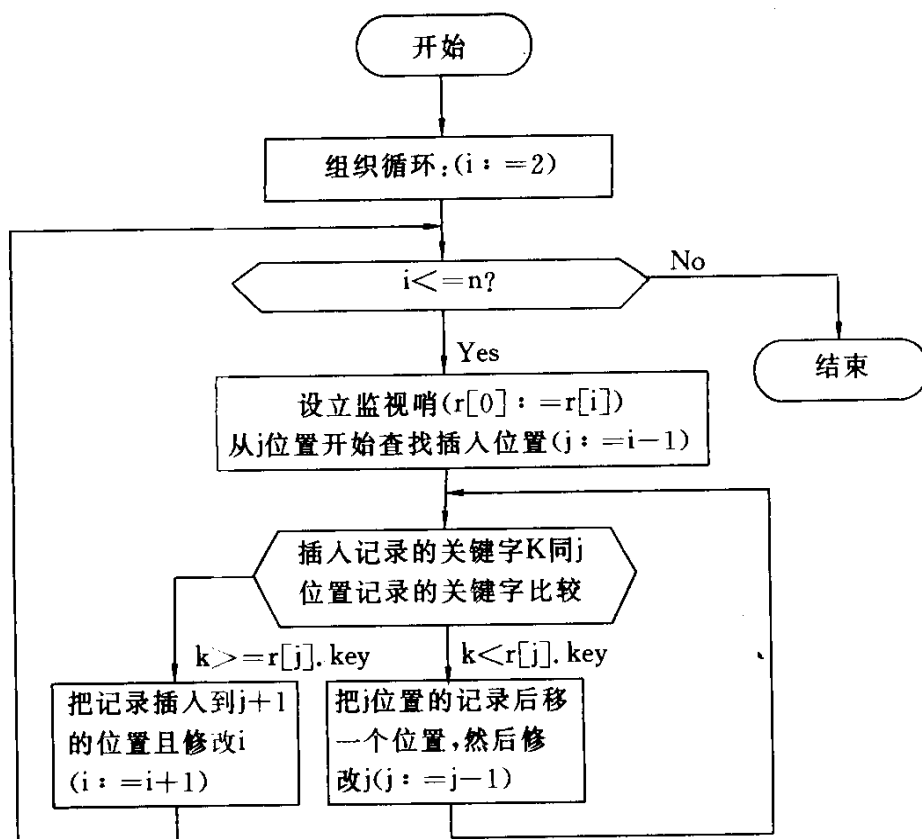 开始
组织循环:(i：=2)
i<=n?
No
Yes
结束
设立监视哨(r[0]：=r[i])
从j位置开始查找插入位置(j：=i-1)
插入记录的关键字K同j
位置记录的关键字比较
k>=r[j].key
k<r[j].key
把记录插入到j+1
的位置且修改i
(i：=i+1)
把j位置的记录后移
一个位置,然后修
改j(j：=j-1)